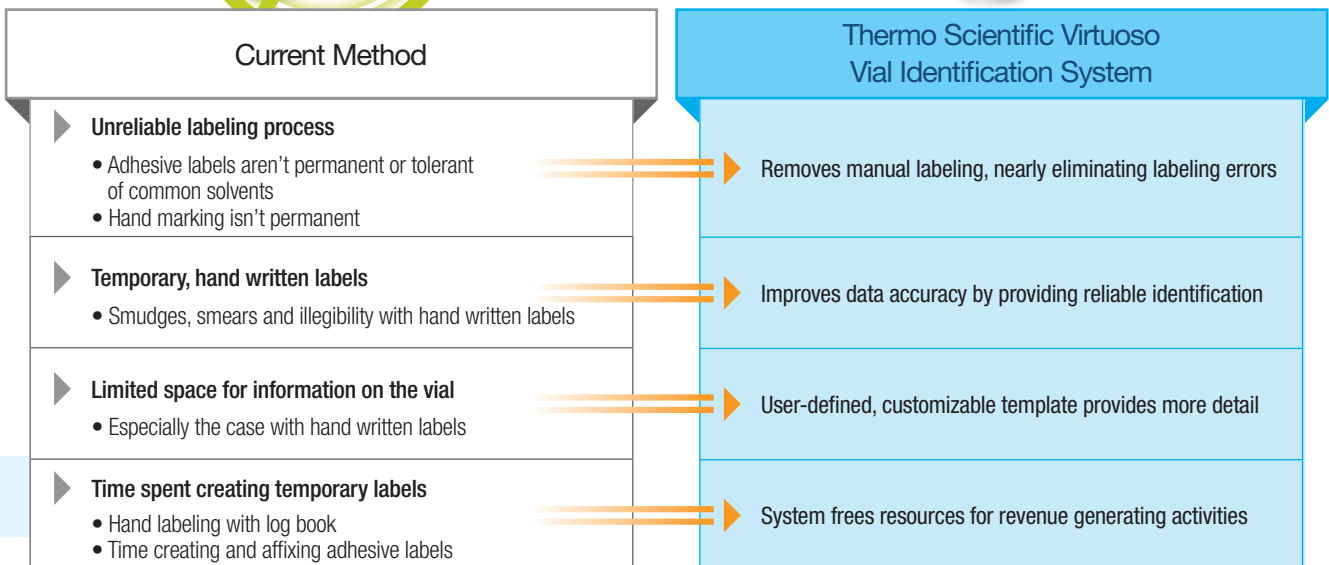 Current Method
Thermo Scientific Virtuoso
Vial Identification System
Unreliable labeling process
• Adhesive labels aren't permanent or tolerant
of common solvents
• Hand marking isn't permanent
Removes manual labeling, nearly eliminating labeling errors
Temporary, hand written labels
• Smudges, smears and illegibility with hand written labels
Improves data accuracy by providing reliable identification
Limited space for information on the vial
• Especially the case with hand written labels
User-defined, customizable template provides more detail
Time spent creating temporary labels
• Hand labeling with log book
• Time creating and affixing adhesive labels
System frees resources for revenue generating activities